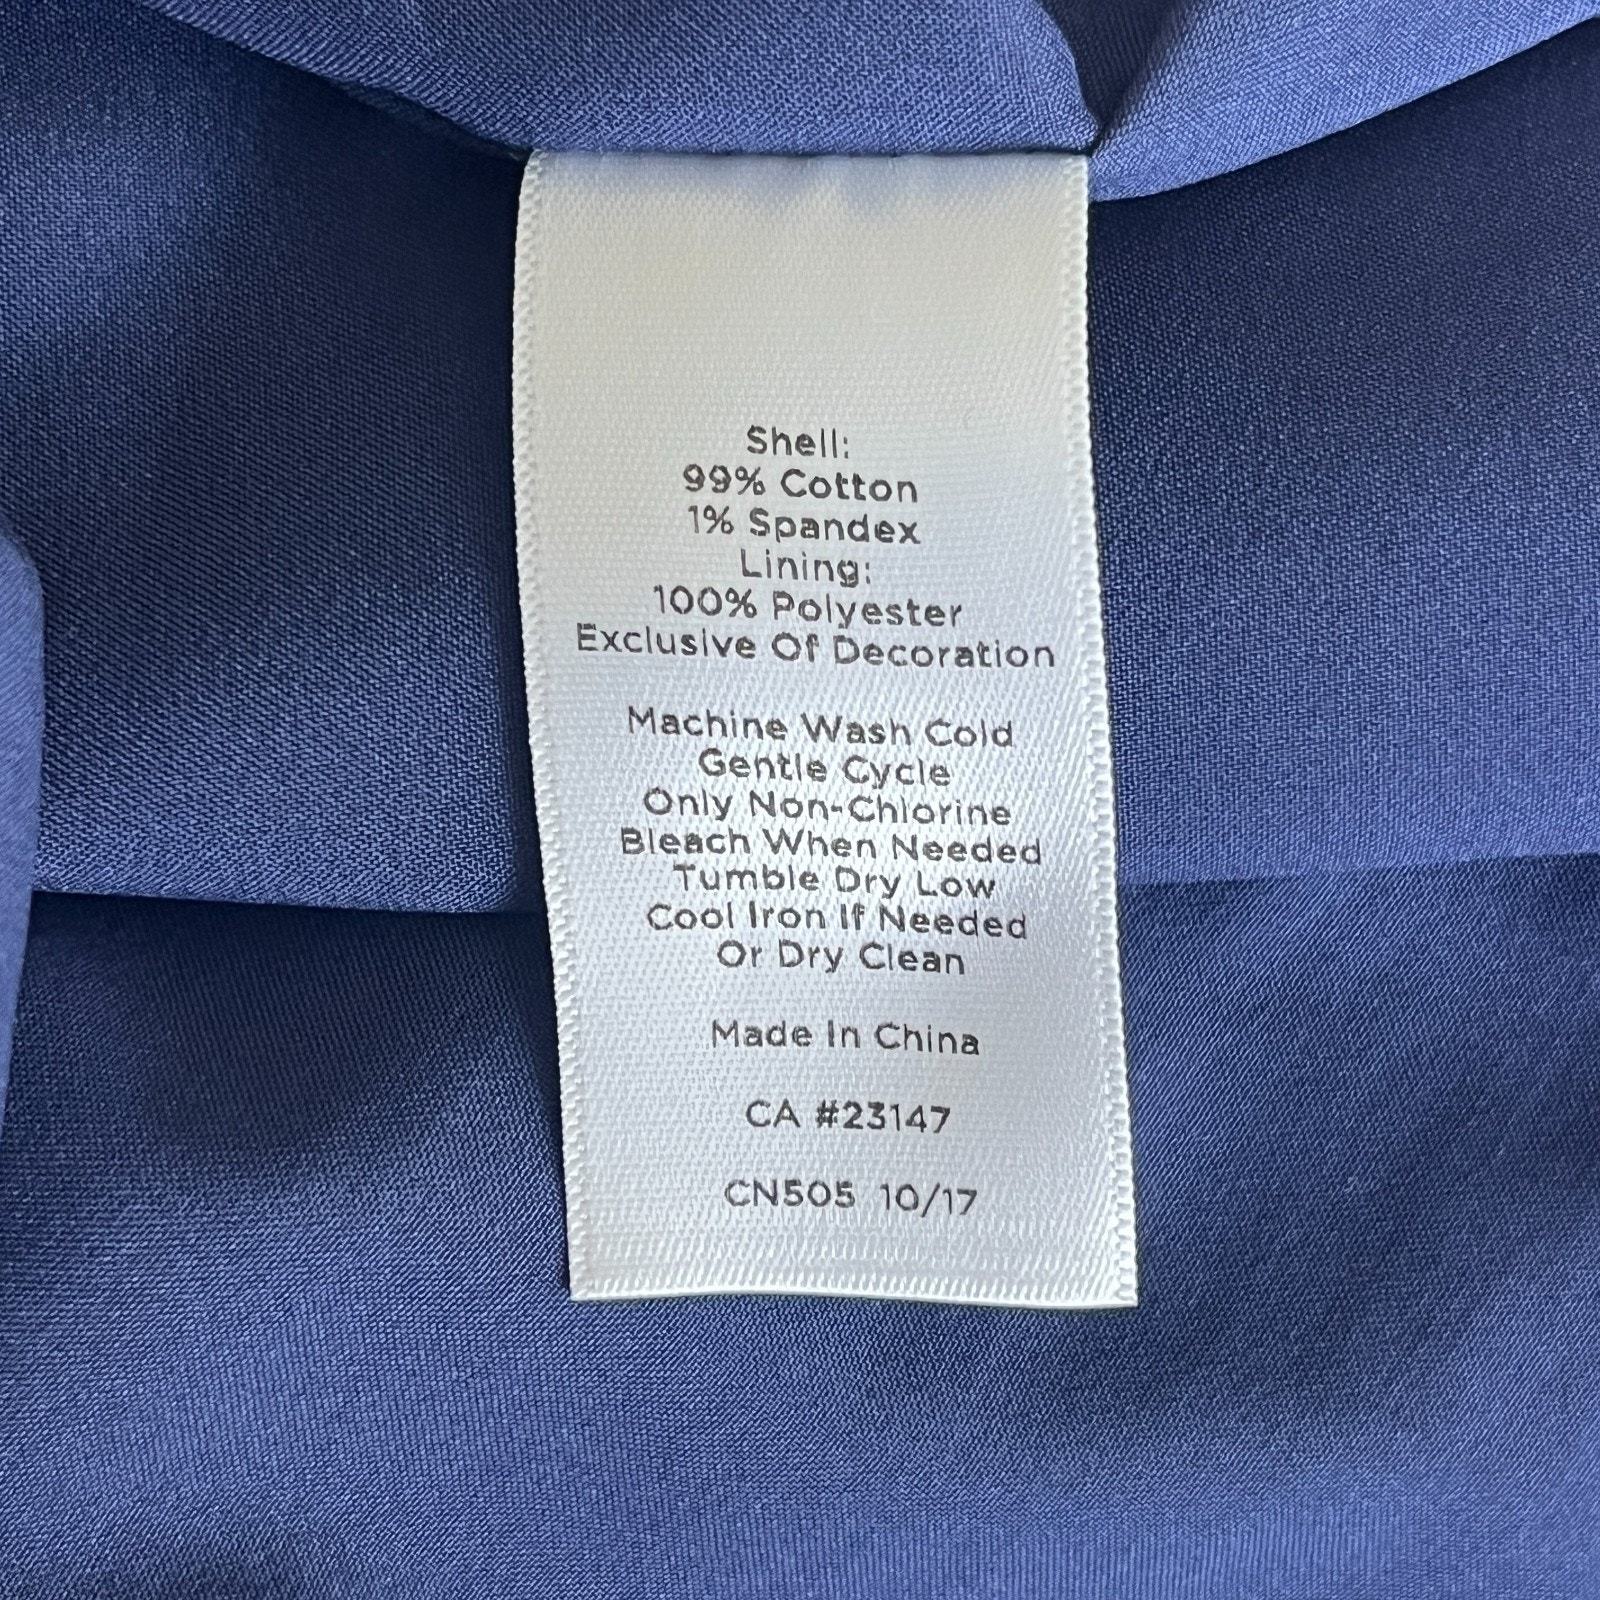 Shell:
99% Cotton
1% Spandex
Lining:
100% Polyester
Exclusive Of Decoration
Machine Wash Cold
Gentle Cycle
Only Non-Chlorine
Bleach When Needed
Tumble Dry Low
Cool Iron If Needed
Or Dry Clean
Made In China
CA #23147
CN505 10/17